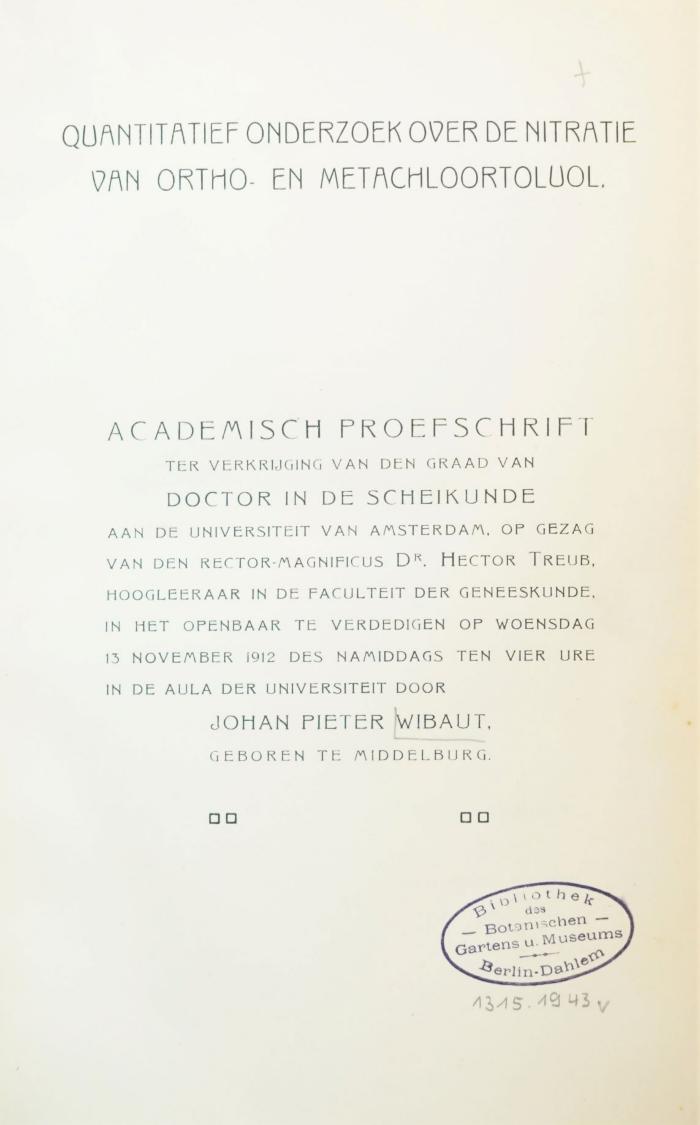 QUANTITATIEF ONDERZOEK OVER DE NITRATIE
VAN ORTHO- EN METACHLOORTOLUOL.
ACADEMISCH PROEFSCHRIFT
TER VERKRIJGING VAN DEN GRAAD VAN
DOCTOR IN DE SCHEIKUNDE
AAN DE UNIVERSITEIT VAN AMSTERDAM, OP GEZAG
VAN DEN RECTOR-MAGNIFICUS DR. HECTOR TREUB,
HOOGLEERAAR IN DE FACULTEIT DER GENEESKUNDE,
IN HET OPENBAAR TE VERDEDIGEN OP WOENSDAG
13 NOVEMBER 1912 DES NAMIDDAGS TEN VIER URE
IN DE AULA DER UNIVERSITEIT DOOR
JOHAN PIETER WIBAUT,
GEBOREN TE MIDDELBURG.
Bibliothek
des
— Botanischen —
Gartens u. Museums
Berlin-Dahlem
1315.1943 v